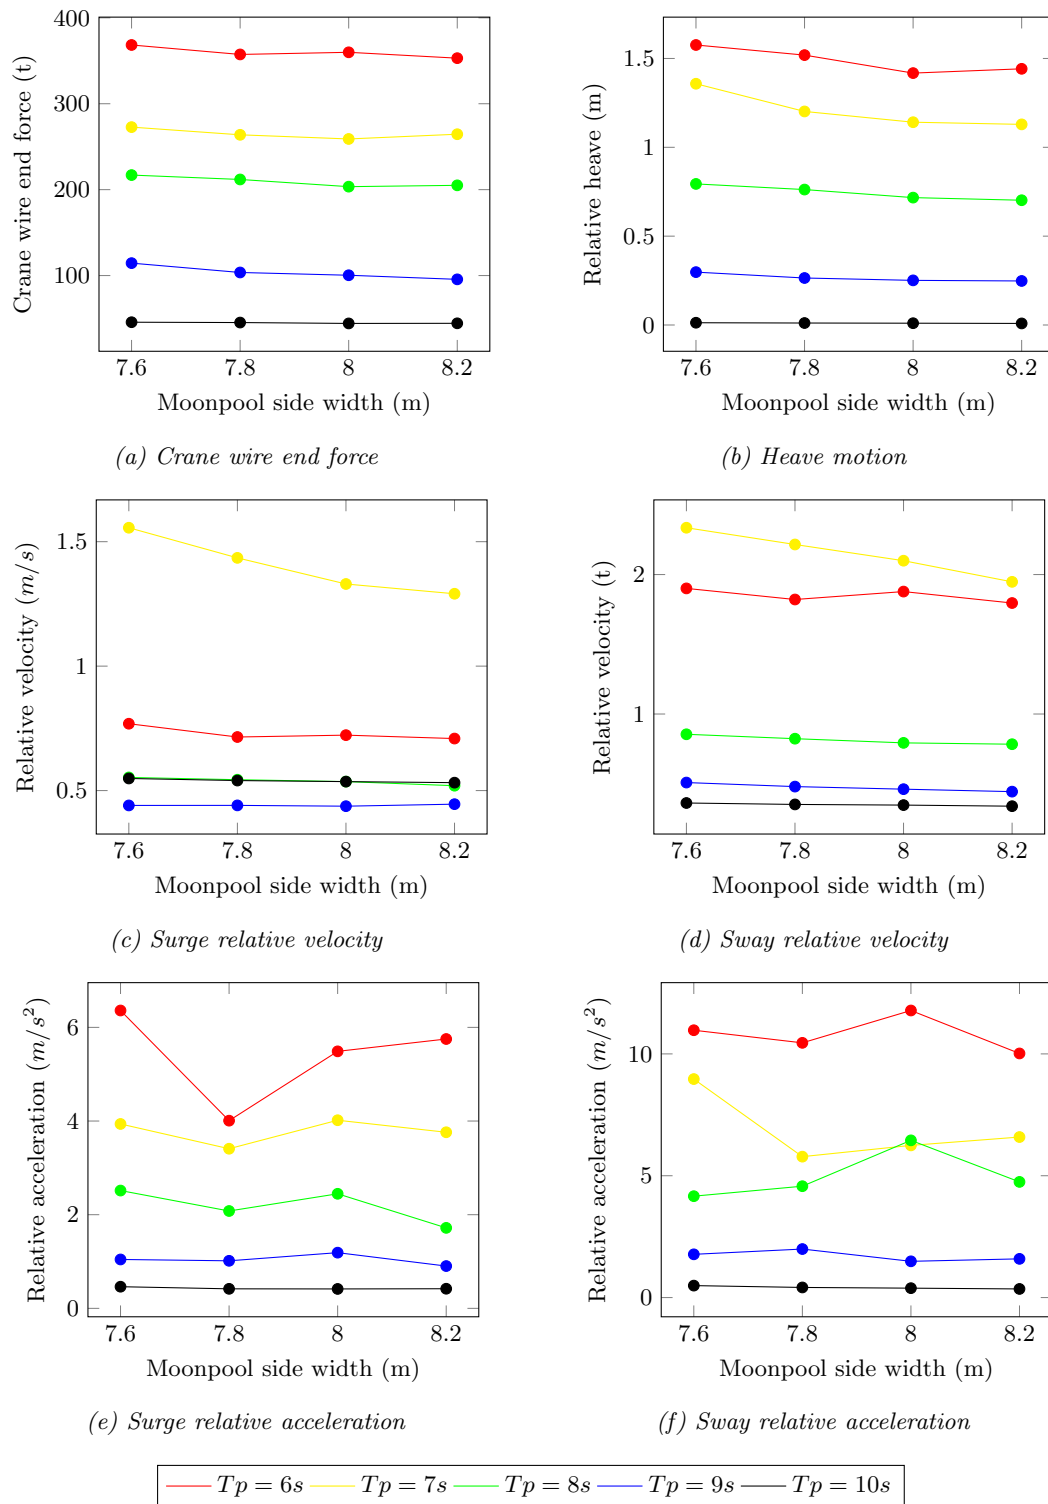 400
300
200
100
Crane wire end force (t)
7.6 7.8 8 8.2
Moonpool side width (m)
(a) Crane wire end force
1.5
1
0.5
0
Relative heave (m)
7.6 7.8 8 8.2
Moonpool side width (m)
(b) Heave motion
1.5
1
0.5
Relative velocity (m/s)
7.6 7.8 8 8.2
Moonpool side width (m)
(c) Surge relative velocity
2
1
Relative velocity (t)
7.6 7.8 8 8.2
Moonpool side width (m)
(d) Sway relative velocity
6
4
2
0
Relative acceleration (m/s²)
7.6 7.8 8 8.2
Moonpool side width (m)
(e) Surge relative acceleration
10
5
0
Relative acceleration (m/s²)
7.6 7.8 8 8.2
Moonpool side width (m)
(f) Sway relative acceleration
Tp = 6s Tp = 7s Tp = 8s Tp = 9s Tp = 10s